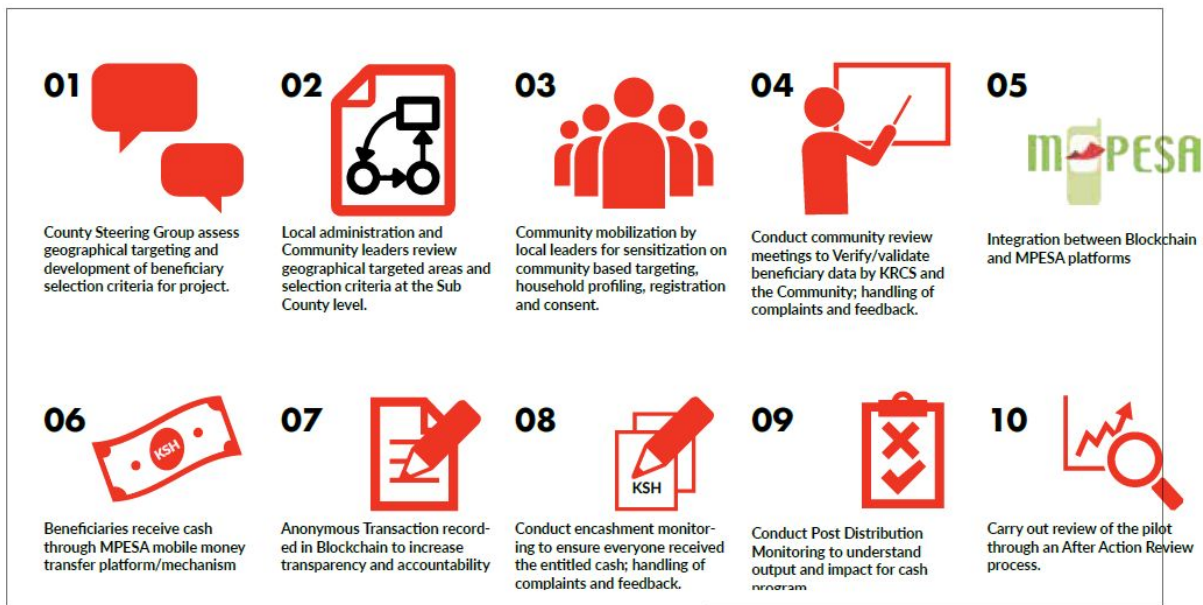 01
County Steering Group assess
geographical targeting and
development of beneficiary
selection criteria for project.
02
Local administration and
Community leaders review
geographical targeted areas and
selection criteria at the Sub
County level.
03
Community mobilization by
local leaders for sensitization on
community based targeting,
household profiling, registration
and consent.
04
Conduct community review
meetings to Verify/validate
beneficiary data by KRCS and
the Community; handling of
complaints and feedback.
05
M-PESA
Integration between Blockchain
and MPESA platforms
06
KSH
Beneficiaries receive cash
through MPESA mobile money
transfer platform/mechanism
07
Anonymous Transaction record-
ed in Blockchain to increase
transparency and accountability
08
KSH
Conduct encashment monitor-
ing to ensure everyone received
the entitled cash; handling of
complaints and feedback.
09
Conduct Post Distribution
Monitoring to understand
output and impact for cash
program
10
Carry out review of the pilot
through an After Action Review
process.